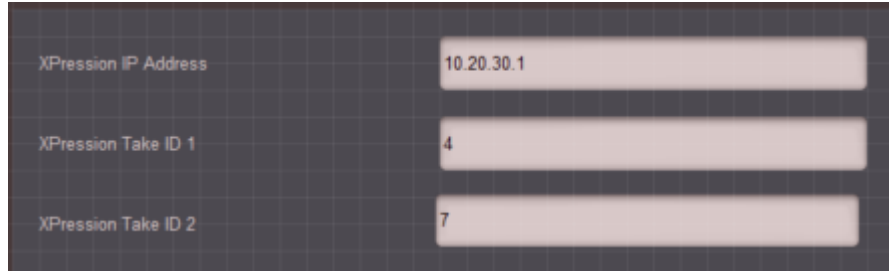 XPression IP Address 10.20.30.1
XPression Take ID 1 4
XPression Take ID 2 7